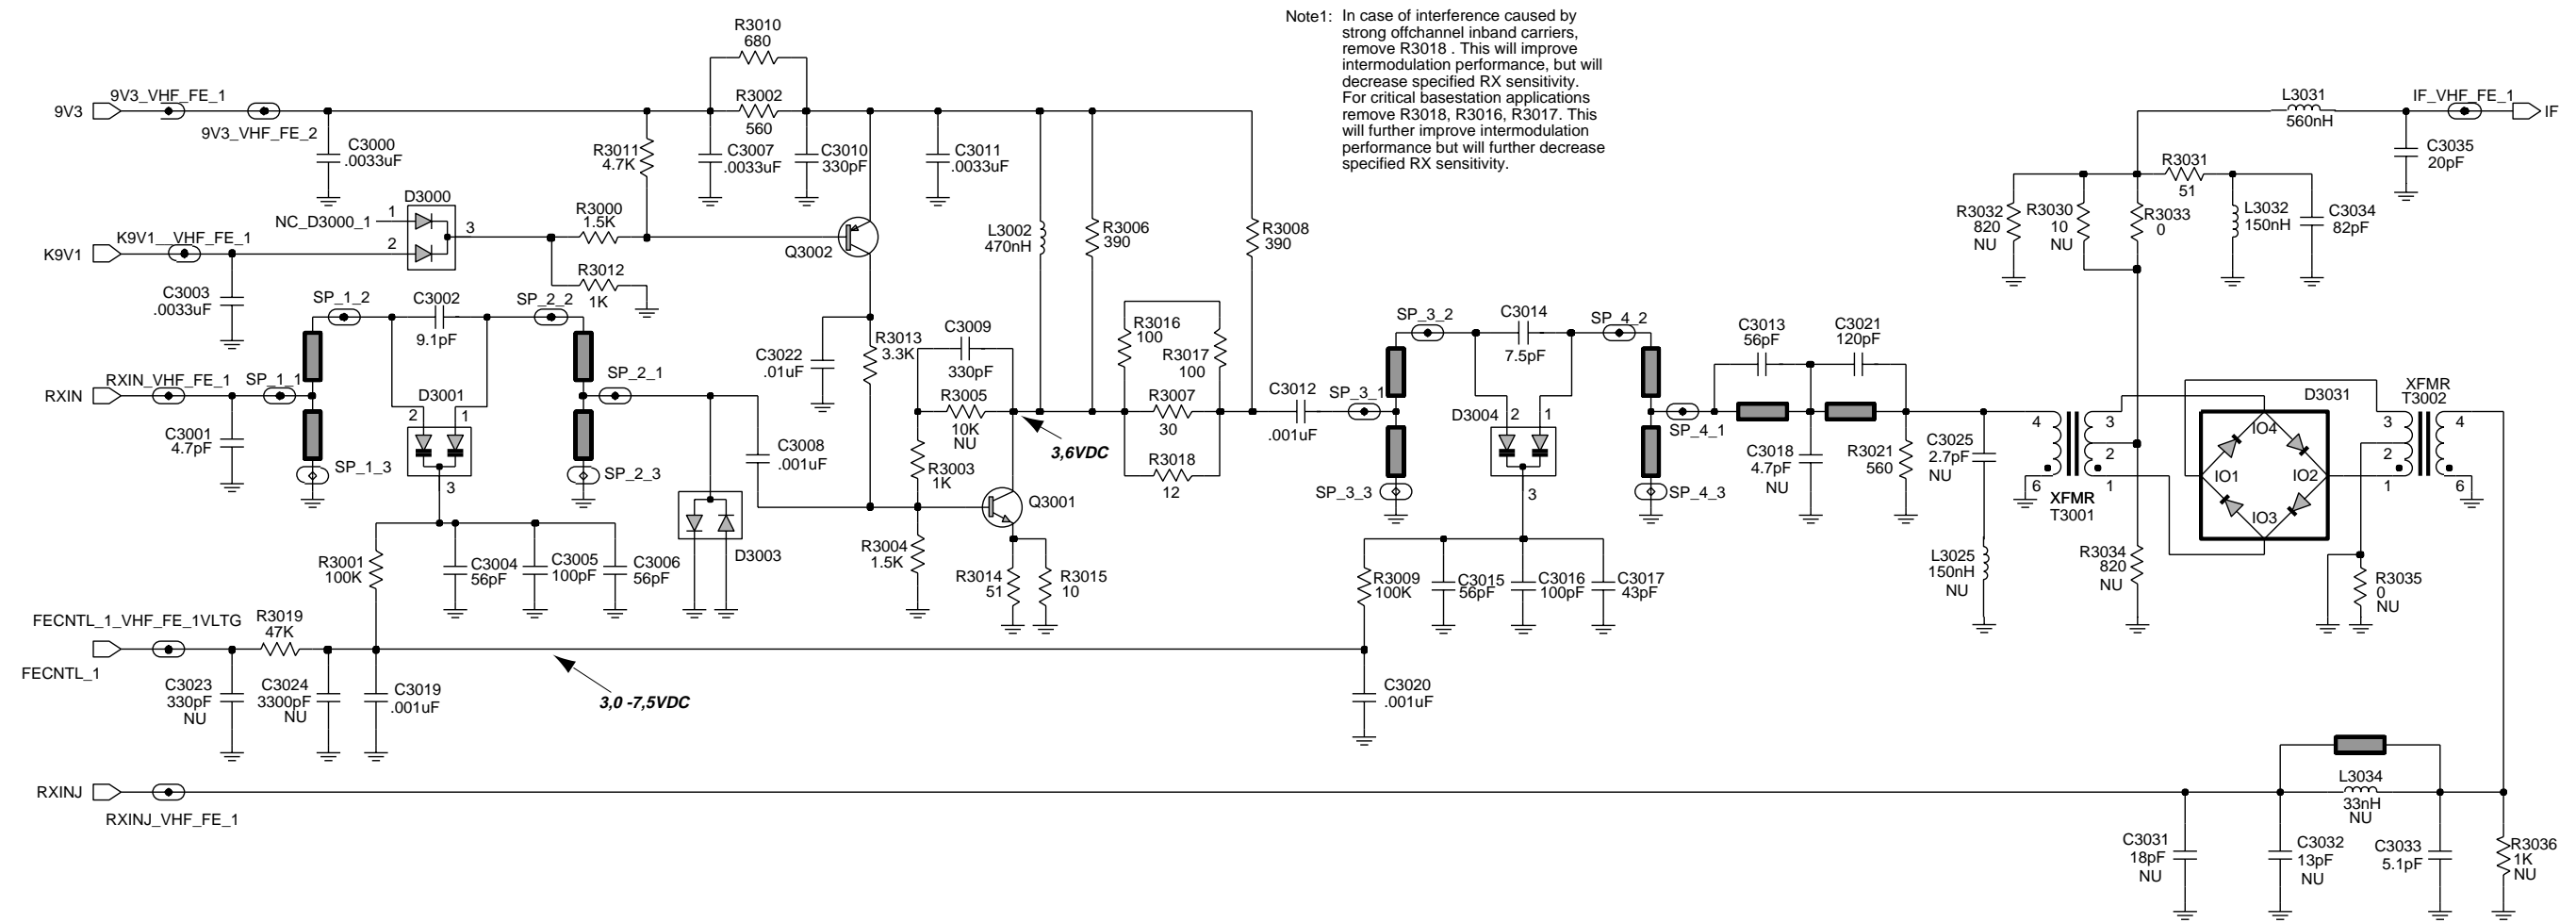 Note1: In case of interference caused by
strong offchannel inband carriers,
remove R3018 . This will improve
intermodulation performance, but will
decrease specified RX sensitivity.
For critical basestation applications
remove R3018, R3016, R3017. This
will further improve intermodulation
performance but will further decrease
specified RX sensitivity.
R3010
680
9V3
9V3_VHF_FE_1
9V3_VHF_FE_2
R3002
560
C3000
.0033uF
R3011
4.7K
C3007
.0033uF
C3010
330pF
C3011
.0033uF
D3000
NC_D3000_1
1
2
3
R3000
1.5K
Q3002
K9V1
K9V1__VHF_FE_1
R3012
1K
C3003
.0033uF
L3002
470nH
R3006
390
R3008
390
SP_1_2
C3002
9.1pF
SP_2_2
RXIN
RXIN_VHF_FE_1
SP_1_1
C3001
4.7pF
SP_1_3
D3001
2
1
3
SP_2_1
SP_2_3
C3022
.01uF
R3013
3.3K
C3009
330pF
R3005
10K
NU
R3003
1K
3,6VDC
C3008
.001uF
D3003
Q3001
R3004
1.5K
R3014
51
R3015
10
R3016
100
R3017
100
R3007
30
R3018
12
C3012
.001uF
SP_3_1
SP_3_2
SP_3_3
C3014
7.5pF
D3004
2
1
3
SP_4_2
SP_4_1
SP_4_3
C3013
56pF
C3021
120pF
C3018
4.7pF
NU
R3021
560
C3025
2.7pF
NU
L3025
150nH
NU
4
6
3
2
1
XFMR
T3001
L3031
560nH
IF_VHF_FE_1
IF
C3035
20pF
R3031
51
R3032
820
NU
R3030
10
NU
R3033
0
L3032
150nH
C3034
82pF
D3031
IO4
IO1
IO2
IO3
XFMR
T3002
3
2
1
4
6
R3034
820
NU
R3035
0
NU
R3001
100K
C3004
56pF
C3005
100pF
C3006
56pF
R3009
100K
C3015
56pF
C3016
100pF
C3017
43pF
FECNTL_1_VHF_FE_1VLTG
FECNTL_1
R3019
47K
C3023
330pF
NU
C3024
3300pF
NU
C3019
.001uF
3,0 -7,5VDC
C3020
.001uF
RXINJ
RXINJ_VHF_FE_1
L3034
33nH
NU
C3031
18pF
NU
C3032
13pF
NU
C3033
5.1pF
R3036
1K
NU